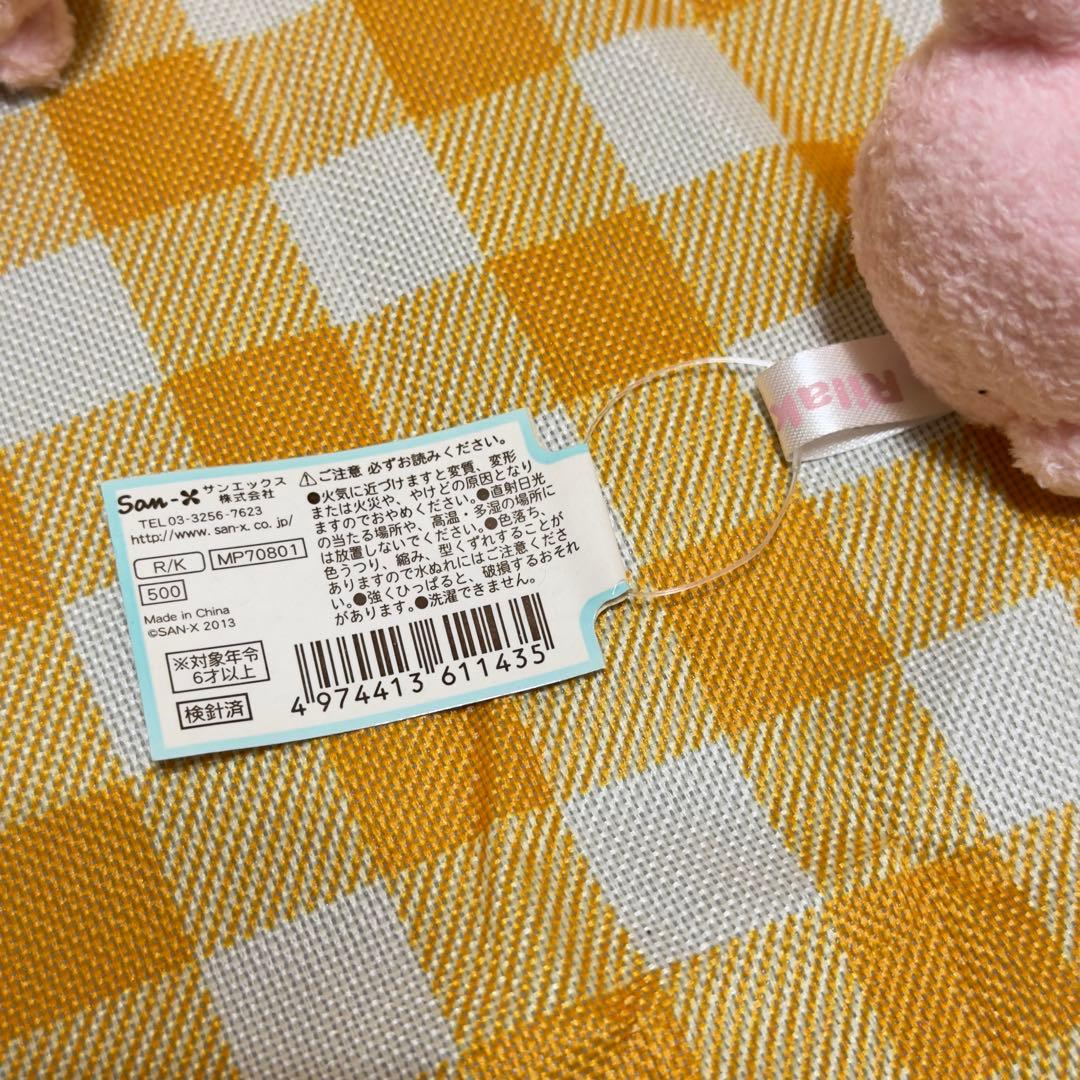 San-X サンエックス
株式会社
TEL 03-3256-7623
http://www. san-x. co. jp/
R/K MP70801
500
Made in China
©SAN-X 2013
※対象年令
6才以上
検針済
⚠ご注意 必ずお読みください。
●火気に近づけますと変質、変形
または火災や、やけどの原因となり
ますのでおやめください。●直射日光
の当たる場所や、高温・多湿の場所に
は放置しないでください。●色落ち、
色うつり、縮み、型くずれすることが
ありますので水ぬれにはご注意くださ
い。●強くひっぱると、破損するおそれ
があります。●洗濯できません。
4 974413 611435
Rilak